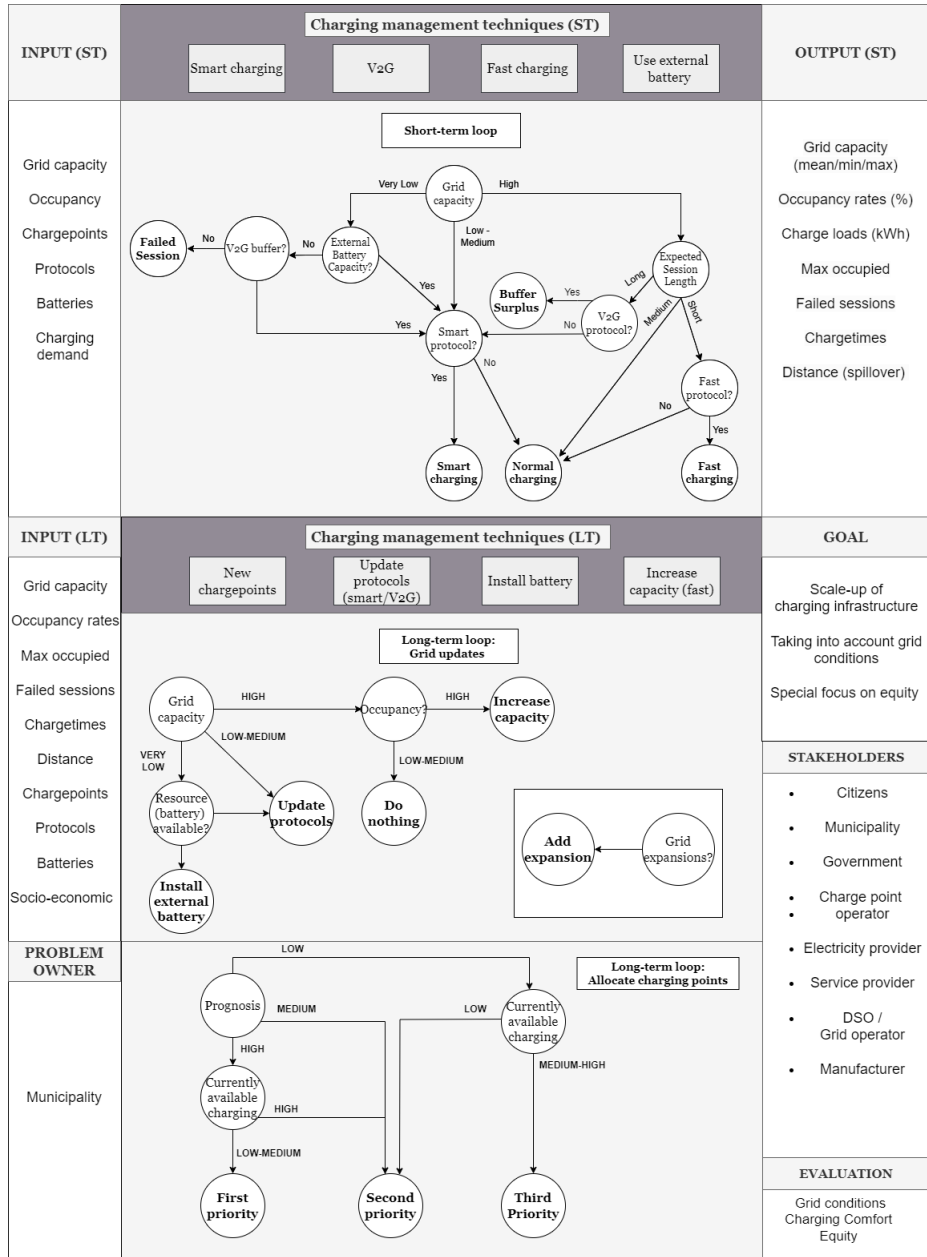 INPUT (ST)
Charging management techniques (ST)
Smart charging
V2G
Fast charging
Use external
battery
OUTPUT (ST)
Grid capacity
Occupancy
Chargepoints
Protocols
Batteries
Charging
demand
Short-term loop
Grid
capacity
Very Low
High
Low -
Medium
External
Battery
Capacity?
No
Yes
V2G buffer?
No
Yes
Failed
Session
Expected
Session
Length
Long
Medium
Short
V2G
protocol?
Yes
No
Buffer
Surplus
Smart
protocol?
Yes
No
Fast
protocol?
No
Yes
Smart
charging
Normal
charging
Fast
charging
Grid capacity
(mean/min/max)
Occupancy rates (%)
Charge loads (kWh)
Max occupied
Failed sessions
Chargetimes
Distance (spillover)
INPUT (LT)
Charging management techniques (LT)
New
chargepoints
Update
protocols
(smart/V2G)
Install battery
Increase
capacity (fast)
GOAL
Grid capacity
Occupancy rates
Max occupied
Failed sessions
Chargetimes
Distance
Chargepoints
Protocols
Batteries
Socio-economic
Long-term loop:
Grid updates
Grid
capacity
HIGH
LOW-MEDIUM
VERY
LOW
Occupancy?
HIGH
LOW-MEDIUM
Increase
capacity
Resource
(battery)
available?
Update
protocols
Do
nothing
Install
external
battery
Add
expansion
Grid
expansions?
Scale-up of
charging infrastructure
Taking into account grid
conditions
Special focus on equity
STAKEHOLDERS
• Citizens
• Municipality
• Government
• Charge point
• operator
• Electricity provider
• Service provider
• DSO /
Grid operator
• Manufacturer
PROBLEM
OWNER
Municipality
Long-term loop:
Allocate charging points
LOW
Prognosis
MEDIUM
HIGH
Currently
available
charging
LOW
MEDIUM-HIGH
Currently
available
charging
HIGH
LOW-MEDIUM
First
priority
Second
priority
Third
Priority
EVALUATION
Grid conditions
Charging Comfort
Equity